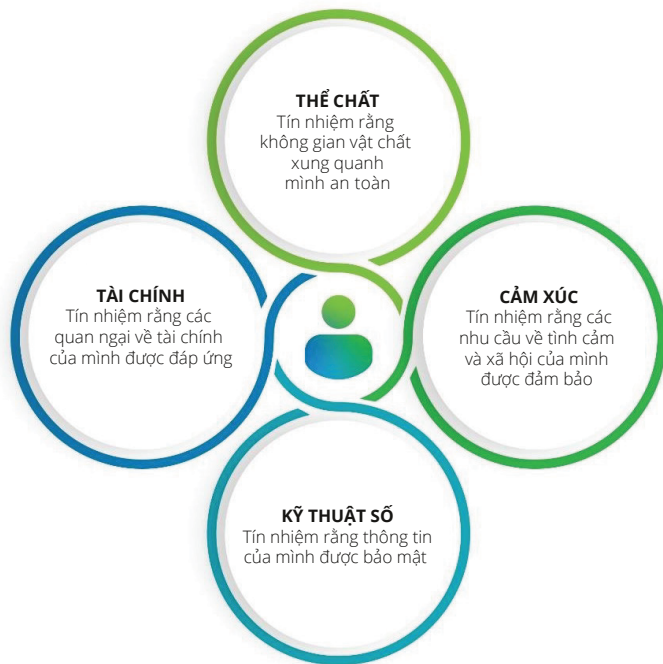 THỂ CHẤT
Tín nhiệm rằng
không gian vật chất
xung quanh
mình an toàn
TÀI CHÍNH
Tín nhiệm rằng các
quan ngại về tài chính
của mình được đáp ứng
CẢM XÚC
Tín nhiệm rằng các
nhu cầu về tình cảm
và xã hội của mình
được đảm bảo
KỸ THUẬT SỐ
Tín nhiệm rằng thông tin
của mình được bảo mật